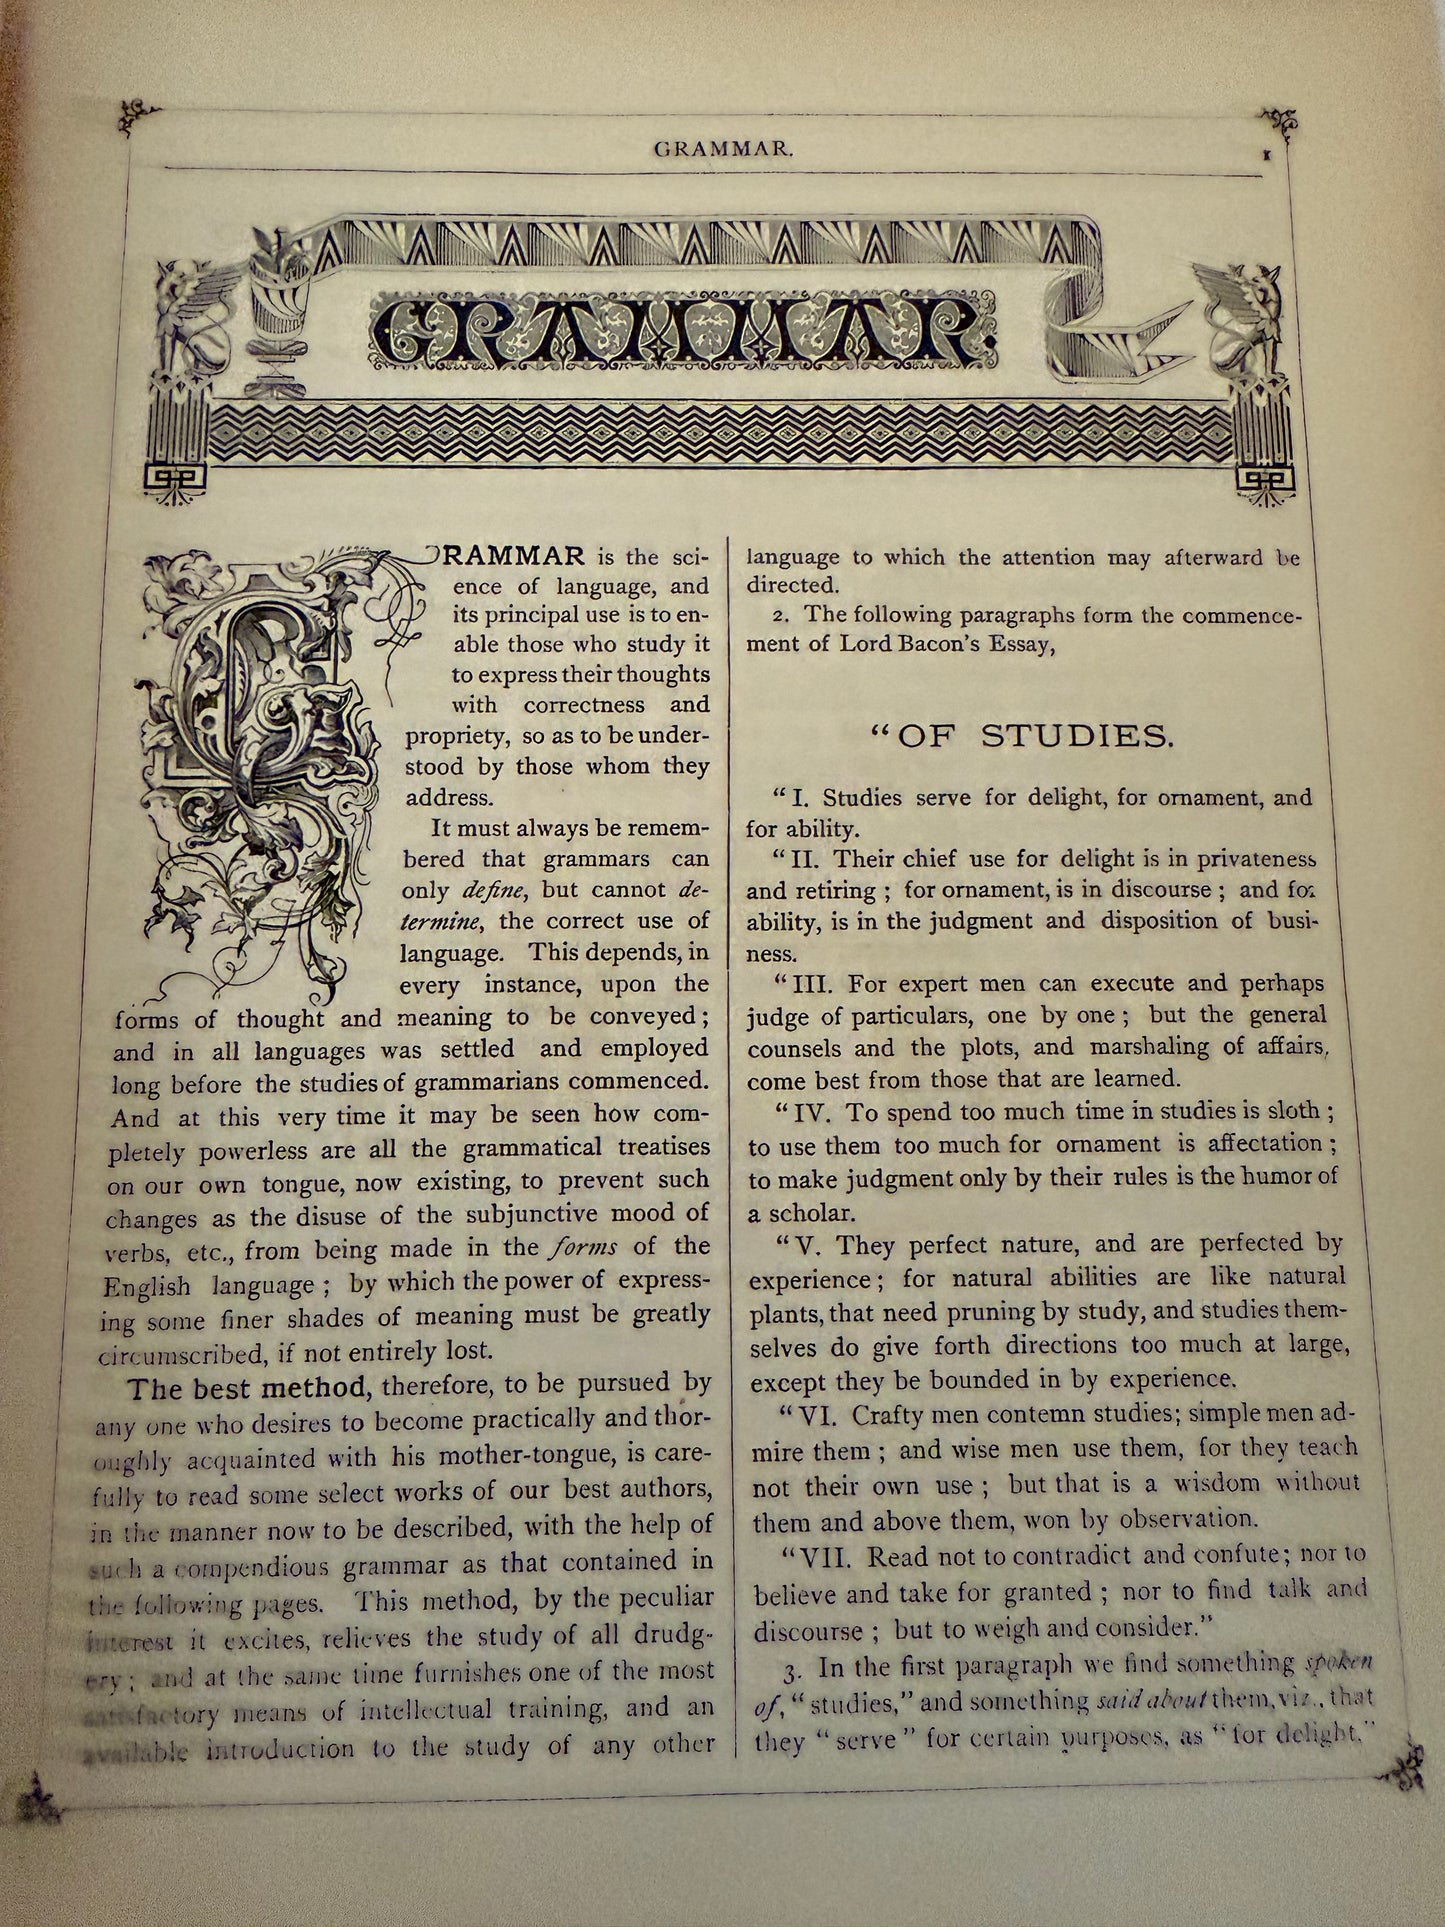 GRAMMAR.
I
GRAMMAR.
GRAMMAR is the sci-
ence of language, and
its principal use is to en-
able those who study it
to express their thoughts
with correctness and
propriety, so as to be under-
stood by those whom they
address.
It must always be remem-
bered that grammars can
only define, but cannot de-
termine, the correct use of
language. This depends, in
every instance, upon the
forms of thought and meaning to be conveyed;
and in all languages was settled and employed
long before the studies of grammarians commenced.
And at this very time it may be seen how com-
pletely powerless are all the grammatical treatises
on our own tongue, now existing, to prevent such
changes as the disuse of the subjunctive mood of
verbs, etc., from being made in the forms of the
English language; by which the power of express-
ing some finer shades of meaning must be greatly
circumscribed, if not entirely lost.
The best method, therefore, to be pursued by
any one who desires to become practically and thor-
oughly acquainted with his mother-tongue, is care-
fully to read some select works of our best authors,
in the manner now to be described, with the help of
such a compendious grammar as that contained in
the following pages. This method, by the peculiar
interest it excites, relieves the study of all drudg-
ery; and at the same time furnishes one of the most
satisfactory means of intellectual training, and an
available introduction to the study of any other
language to which the attention may afterward be
directed.
2. The following paragraphs form the commence-
ment of Lord Bacon's Essay,
"OF STUDIES.
"I. Studies serve for delight, for ornament, and
for ability.
"II. Their chief use for delight is in privateness
and retiring; for ornament, is in discourse; and for
ability, is in the judgment and disposition of busi-
ness.
"III. For expert men can execute and perhaps
judge of particulars, one by one; but the general
counsels and the plots, and marshaling of affairs,
come best from those that are learned.
"IV. To spend too much time in studies is sloth;
to use them too much for ornament is affectation;
to make judgment only by their rules is the humor of
a scholar.
"V. They perfect nature, and are perfected by
experience; for natural abilities are like natural
plants, that need pruning by study, and studies them-
selves do give forth directions too much at large,
except they be bounded in by experience.
"VI. Crafty men contemn studies; simple men ad-
mire them; and wise men use them, for they teach
not their own use; but that is a wisdom without
them and above them, won by observation.
"VII. Read not to contradict and confute; nor to
believe and take for granted; nor to find talk and
discourse; but to weigh and consider."
3. In the first paragraph we find something spoken
of, "studies," and something said about them, viz., that
they "serve" for certain purposes, as "for delight,"